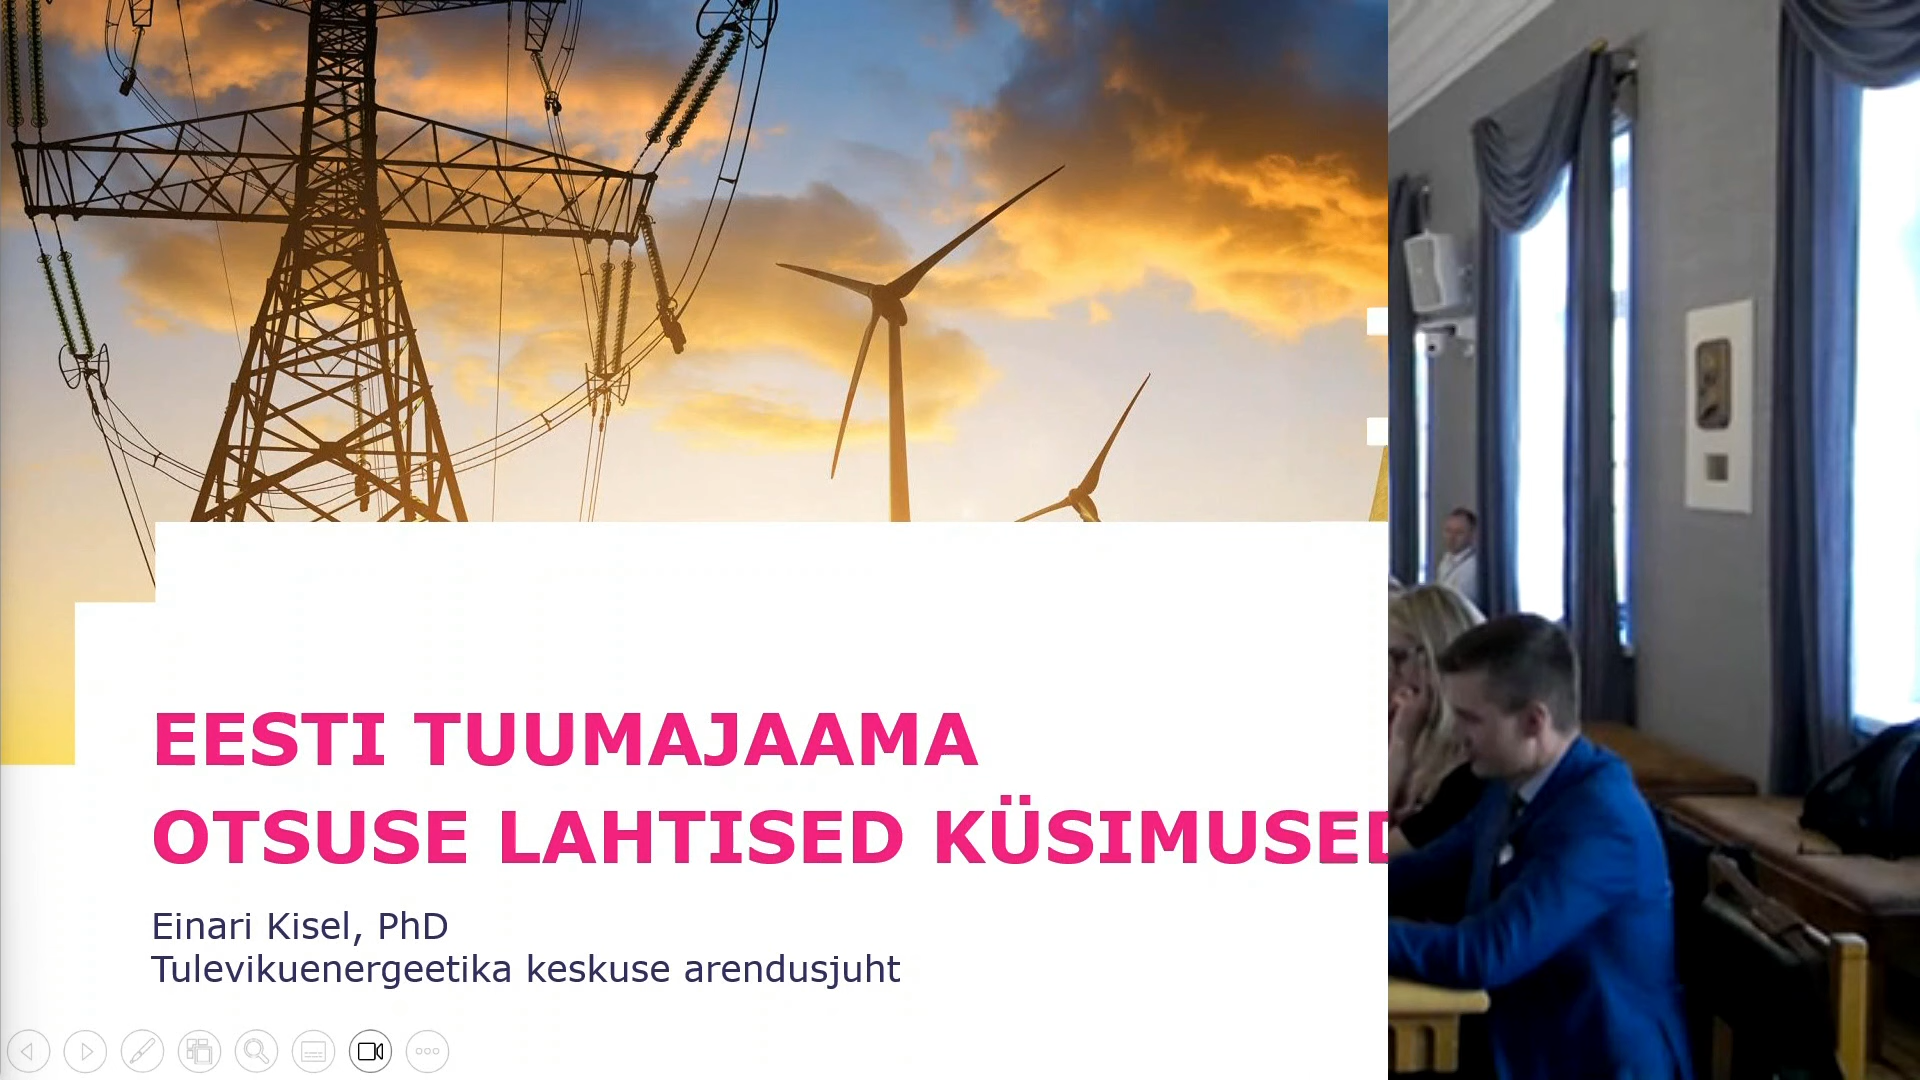 EESTI TUUMAJAAMA
OTSUSE LAHTISED KÜSIMUSED
Einari Kisel, PhD
Tulevikuenergeetika keskuse arendusjuht